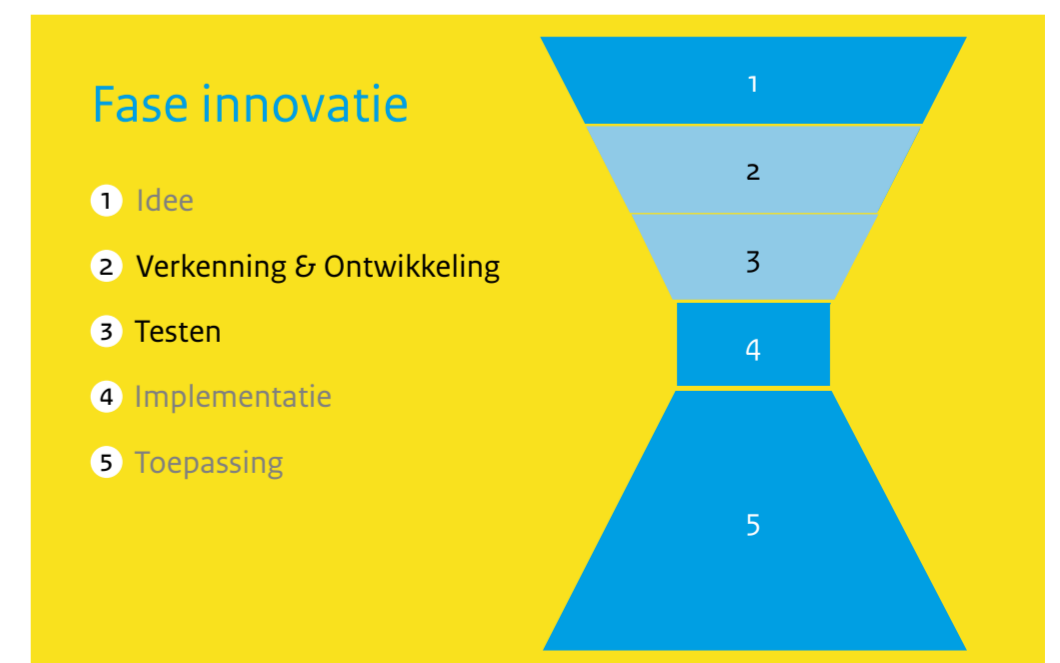 Fase innovatie
1 Idee
2 Verkenning & Ontwikkeling
3 Testen
4 Implementatie
5 Toepassing
1
2
3
4
5